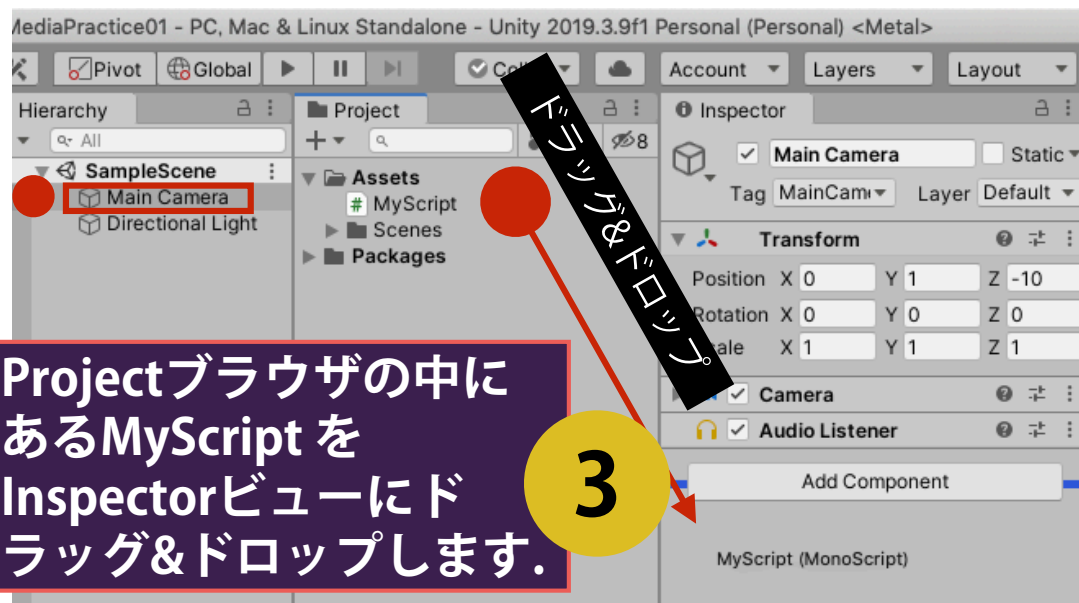 MediaPractice01 - PC, Mac & Linux Standalone - Unity 2019.3.9f1 Personal (Personal) <Metal>
Pivot Global Account Layers Layout
Hierarchy
All
SampleScene
Main Camera
Directional Light
Project
8
Assets
# MyScript
Scenes
Packages
ドラッグ&ドロップ
Inspector
Main Camera Static
Tag MainCam Layer Default
Transform
Position X 0 Y 1 Z -10
Rotation X 0 Y 0 Z 0
X 1 Y 1 Z 1
Camera
Audio Listener
Add Component
MyScript (MonoScript)
Projectブラウザの中に
あるMyScript を
Inspectorビューにド
ラッグ&ドロップします.
3